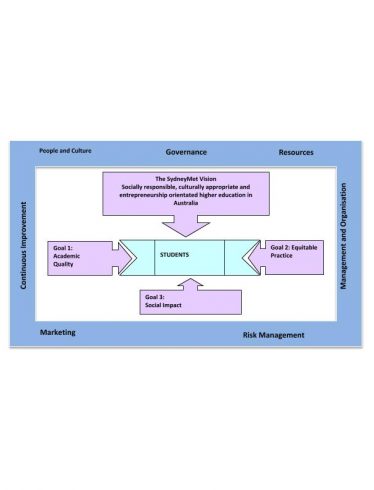 People and Culture
Governance
Resources
The SydneyMet Vision
Socially responsible, culturally appropriate and
entrepreneurship orientated higher education in
Australia
Continuous Improvement
Management and Organisation
Goal 1:
Academic
Quality
STUDENTS
Goal 2: Equitable
Practice
Goal 3:
Social Impact
Marketing
Risk Management